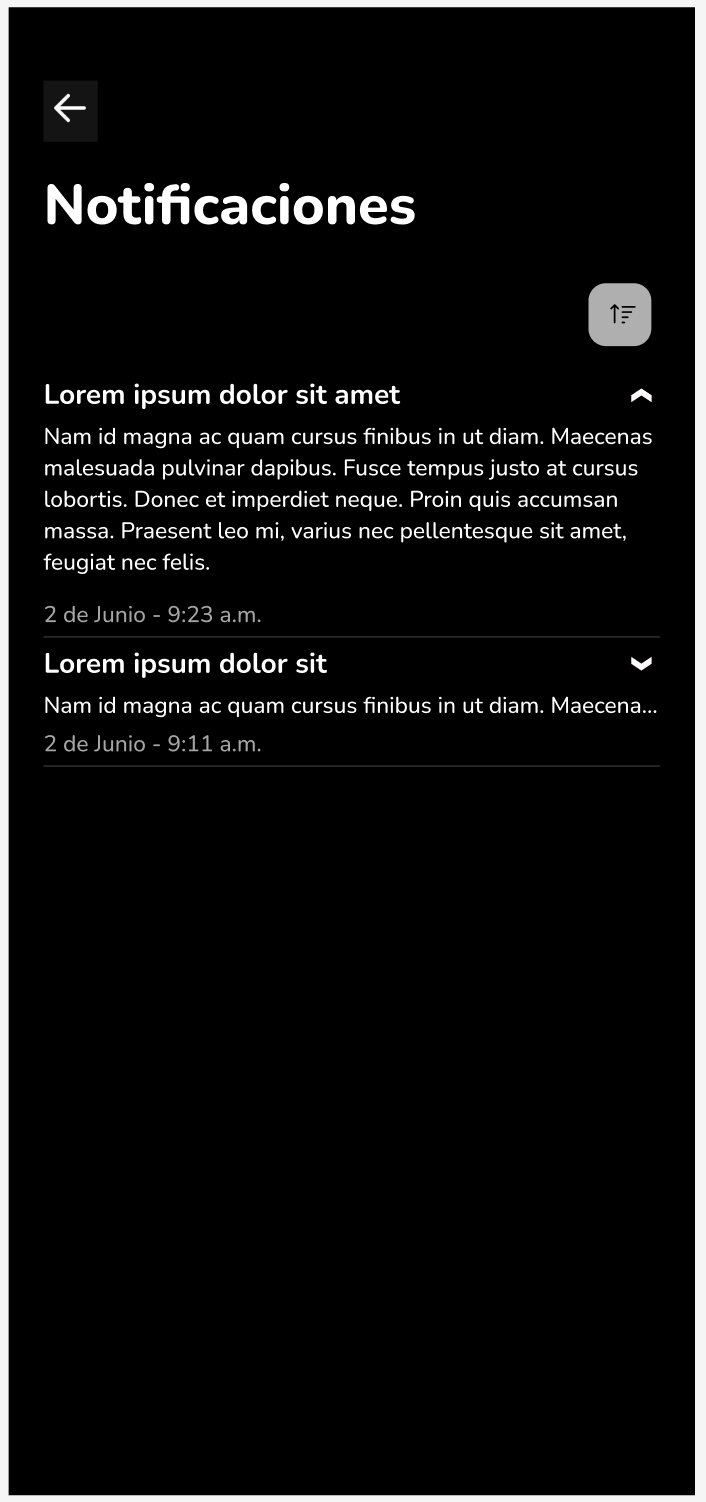 Notificaciones
Lorem ipsum dolor sit amet
Nam id magna ac quam cursus finibus in ut diam. Maecenas
malesuada pulvinar dapibus. Fusce tempus justo at cursus
lobortis. Donec et imperdiet neque. Proin quis accumsan
massa. Praesent leo mi, varius nec pellentesque sit amet,
feugiat nec felis.
2 de Junio - 9:23 a.m.
Lorem ipsum dolor sit
Nam id magna ac quam cursus finibus in ut diam. Maecena...
2 de Junio - 9:11 a.m.